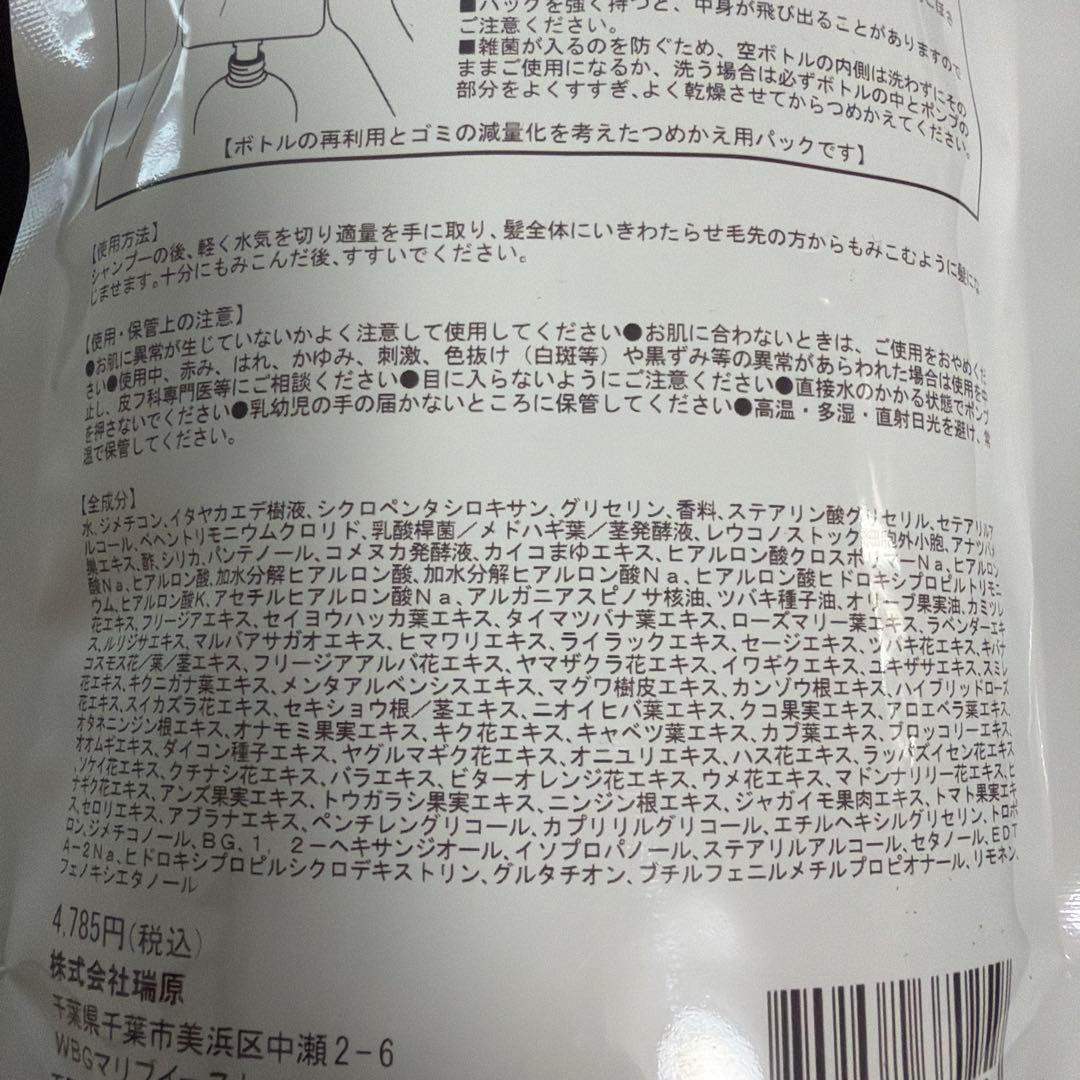 ■パックを強く持つと、中身が飛び出ることがありますので
ご注意ください。
■雑菌が入るのを防ぐため、空ボトルの内側は洗わずにその
ままご使用になるか、洗う場合は必ずボトルの中とポンプの
部分をよくすすぎ、よく乾燥させてからつめかえてください。
【ボトルの再利用とゴミの減量化を考えたつめかえ用パックです】
【使用方法】
シャンプーの後、軽く水気を切り適量を手に取り、髪全体にいきわたらせ毛先の方からもみこむように髪にな
じませます。十分にもみこんだ後、すすいでください。
【使用・保管上の注意】
●お肌に異常が生じていないかよく注意して使用してください●お肌に合わないときは、ご使用をおやめくだ
さい●使用中、赤み、はれ、かゆみ、刺激、色抜け（白斑等）や黒ずみ等の異常があらわれた場合は使用を中
止し、皮フ科専門医等にご相談ください●目に入らないようにご注意ください●直接水のかかる状態でポンプ
を押さないでください●乳幼児の手の届かないところに保管してください●高温・多湿・直射日光を避け、常
温で保管してください。
【全成分】
水、ジメチコン、イタヤカエデ樹液、シクロペンタシロキサン、グリセリン、香料、ステアリン酸グリセリル、セテアリルア
ルコール、ベヘントリモニウムクロリド、乳酸桿菌／メドハギ葉／茎発酵液、レウコノストック細胞外小胞、アナツバメ
巣エキス、酢、シリカ、パンテノール、コメヌカ発酵液、カイコまゆエキス、ヒアルロン酸クロスポリマーNa、ヒアルロン
酸Na、ヒアルロン酸、加水分解ヒアルロン酸、加水分解ヒアルロン酸Na、ヒアルロン酸ヒドロキシプロピルトリモニ
ウム、ヒアルロン酸K、アセチルヒアルロン酸Na、アルガニアスピノサ核油、ツバキ種子油、オリーブ果実油、カミツレ
花エキス、フリージアエキス、セイヨウハッカ葉エキス、タイマツバナ葉エキス、ローズマリー葉エキス、ラベンダーエキ
ス、ルリジサエキス、マルバアサガオエキス、ヒマワリエキス、ライラックエキス、セージエキス、ツバキ花エキス、キバナ
コスモス花／葉／茎エキス、フリージアアルバ花エキス、ヤマザクラ花エキス、イワギクエキス、ユキザサエキス、スミレ
花エキス、キクニガナ葉エキス、メンタアルベンシスエキス、マグワ樹皮エキス、カンゾウ根エキス、ハイブリッドローズ
花エキス、スイカズラ花エキス、セキショウ根／茎エキス、ニオイヒバ葉エキス、クコ果実エキス、アロエベラ葉エキス、
オタネニンジン根エキス、オナモミ果実エキス、キク花エキス、キャベツ葉エキス、カブ葉エキス、ブロッコリーエキス、
オオムギエキス、ダイコン種子エキス、ヤグルマギク花エキス、オニユリエキス、ハス花エキス、ラッパズイセン花エキス
、ソケイ花エキス、クチナシ花エキス、バラエキス、ビターオレンジ花エキス、ウメ花エキス、マドンナリリー花エキス、ヒ
ナギク花エキス、アンズ果実エキス、トウガラシ果実エキス、ニンジン根エキス、ジャガイモ果肉エキス、トマト果実エキ
ス、セロリエキス、アブラナエキス、ペンチレングリコール、カプリリルグリコール、エチルヘキシルグリセリン、トロポ
ロン、ジメチコノール、BG、1，2－ヘキサンジオール、イソプロパノール、ステアリルアルコール、セタノール、EDT
A－2Na、ヒドロキシプロピルシクロデキストリン、グルタチオン、ブチルフェニルメチルプロピオナール、リモネン、
フェノキシエタノール
4,785円(税込)
株式会社瑞原
千葉県千葉市美浜区中瀬2－6
WBGマリブイースト